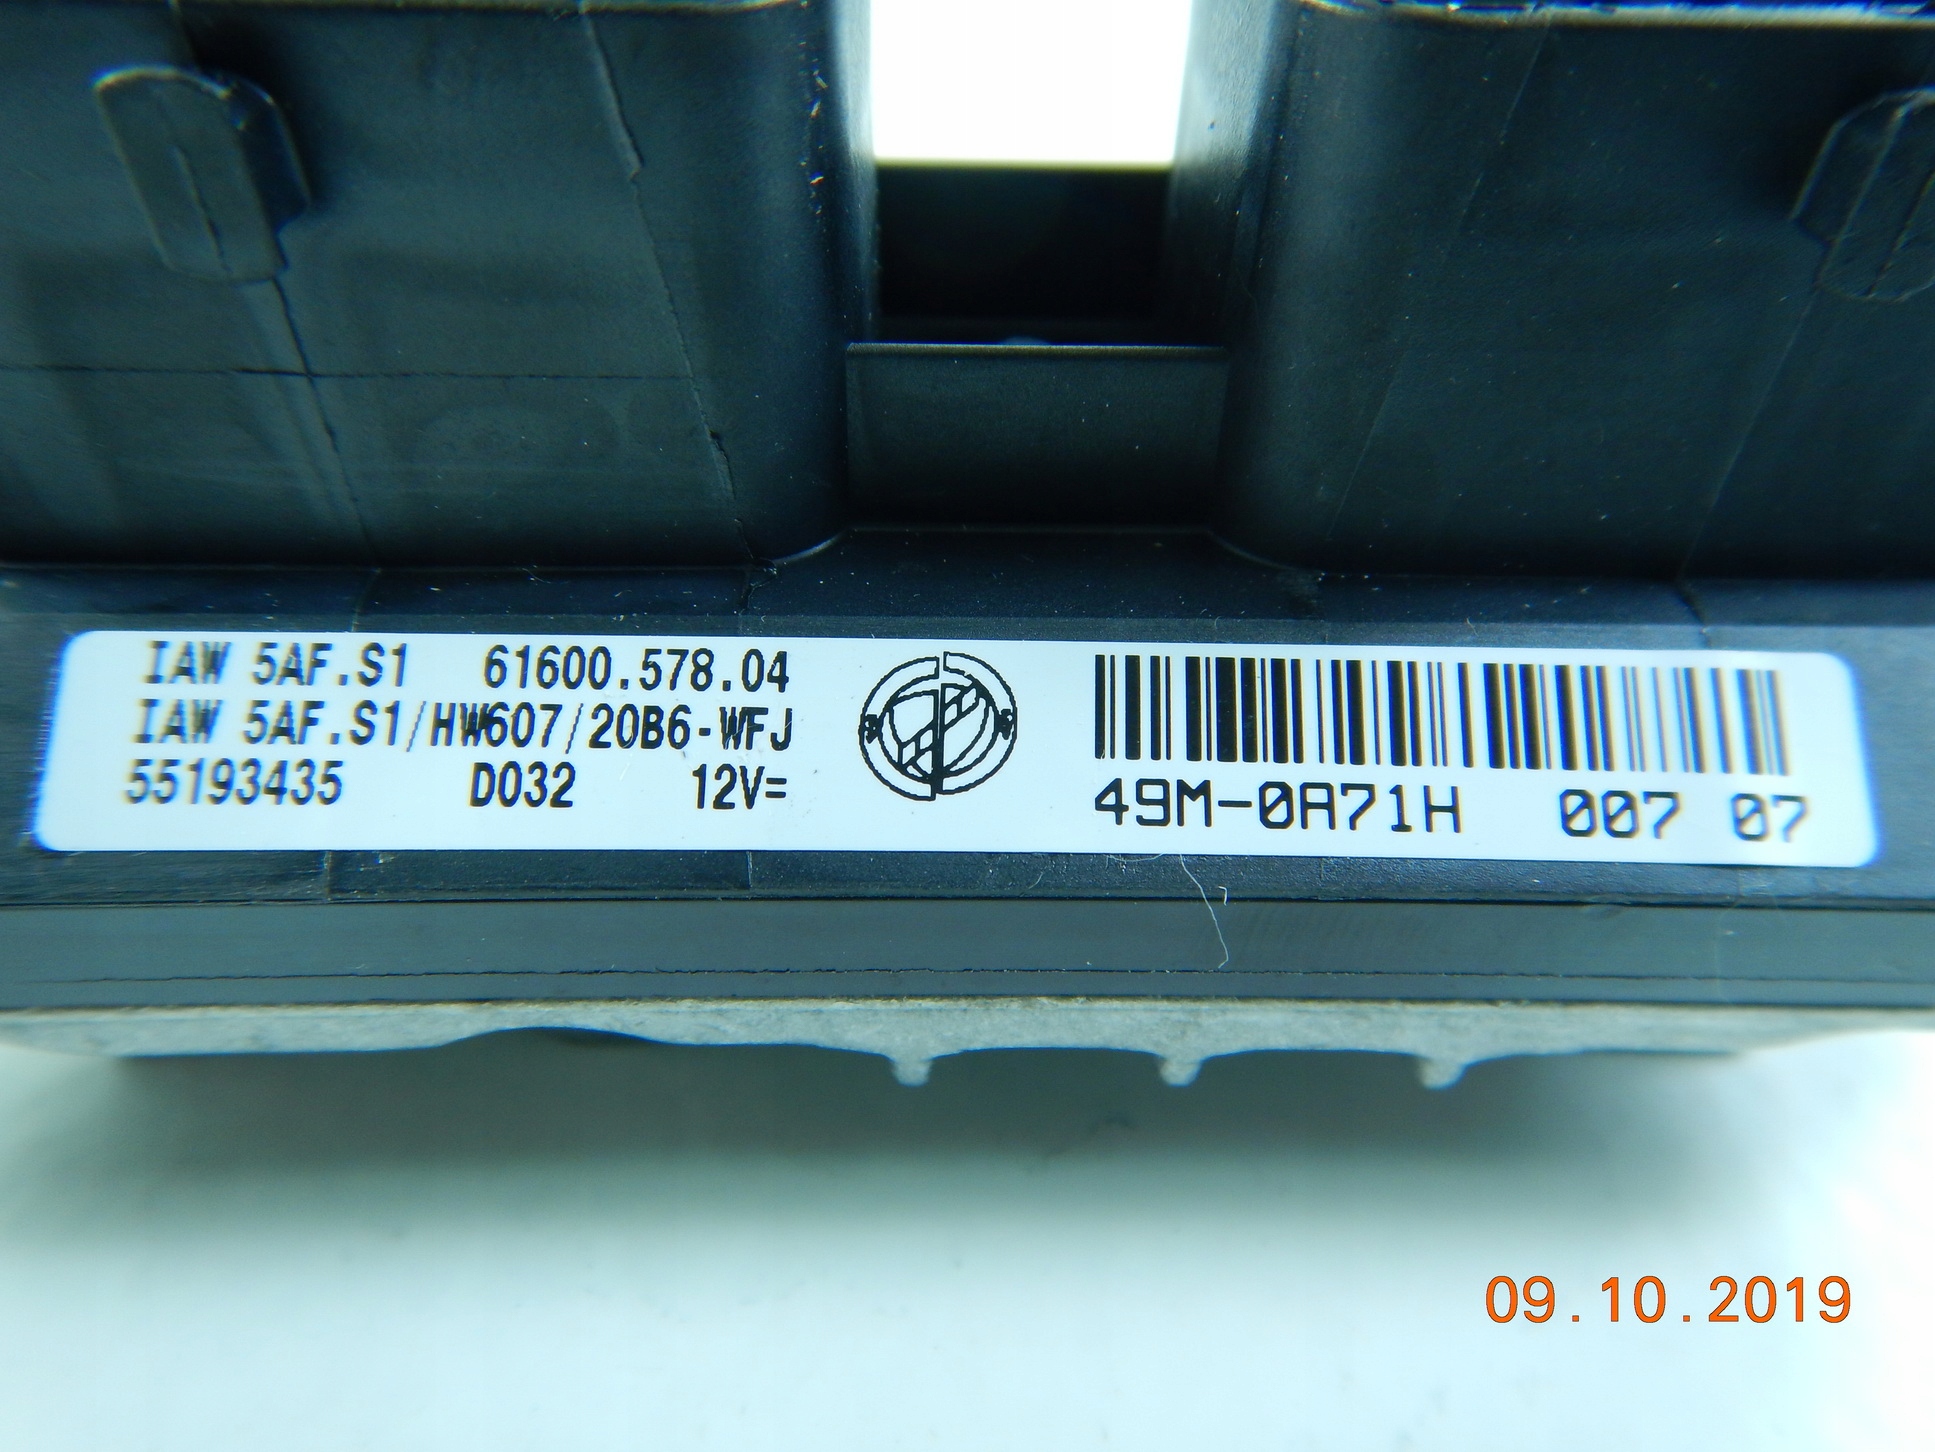 IAW 5AF.S1 61600.578.04
IAW 5AF.S1/HW607/20B6-WFJ
55193435 D032 12V=
49M-0A71H 007 07
09.10.2019